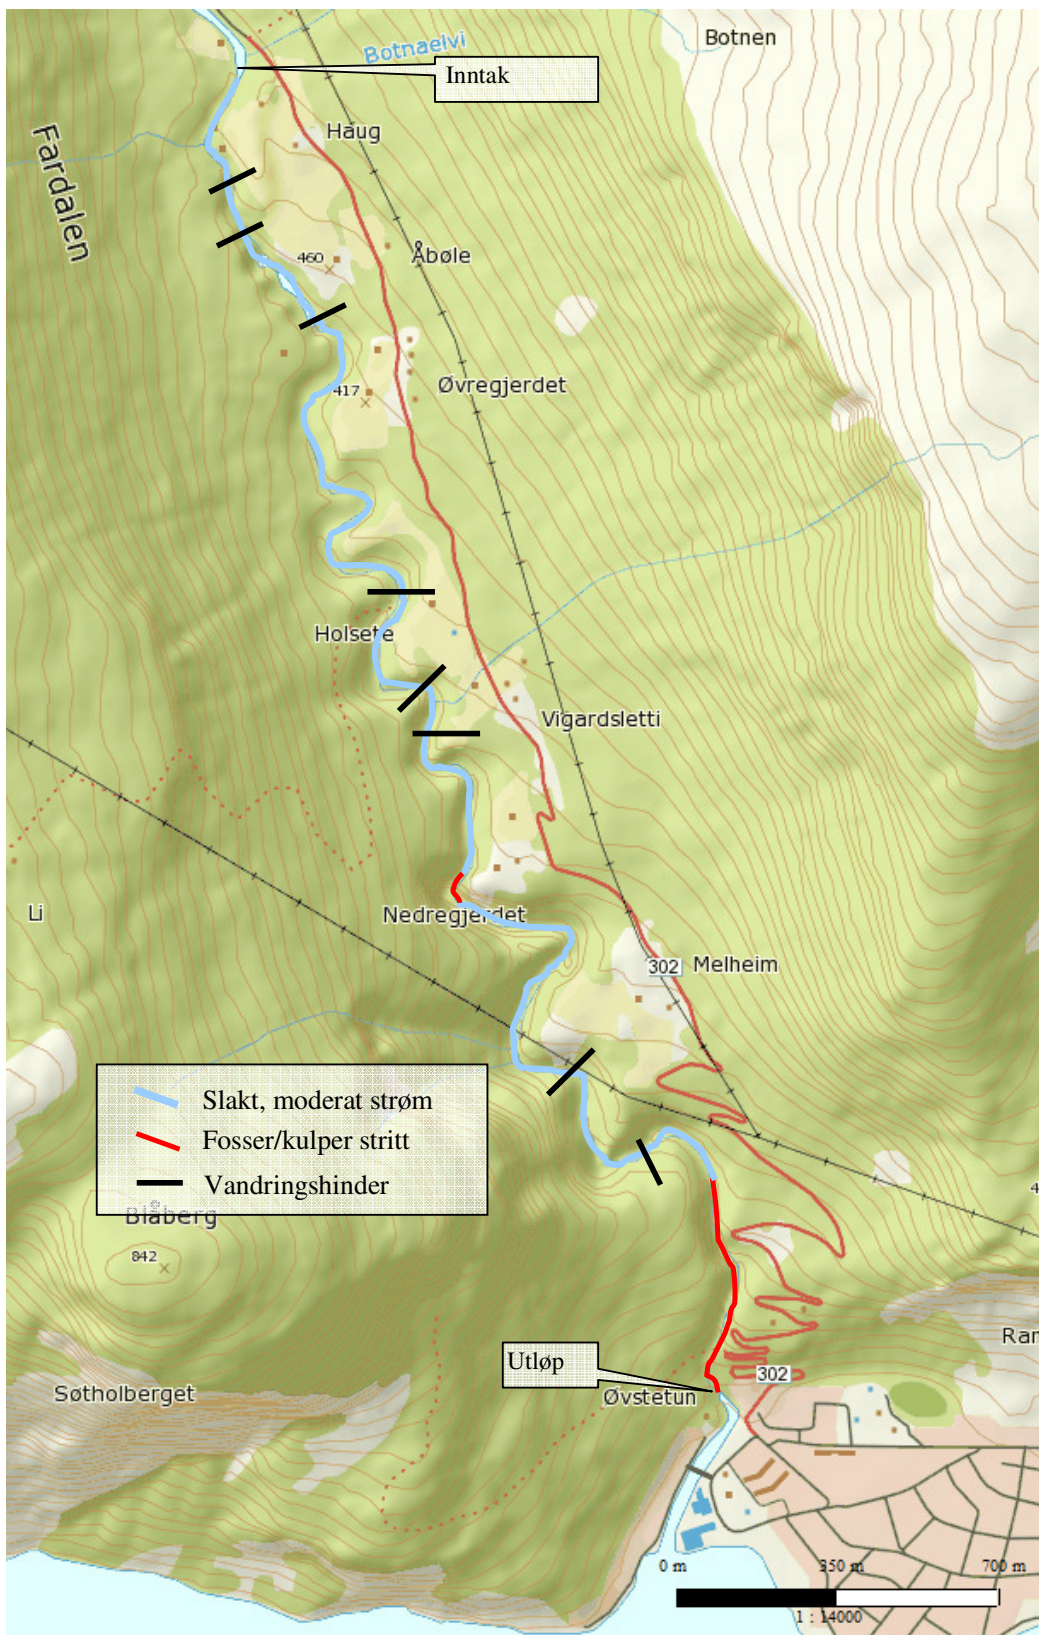 Botnen
Botnaelvi
Inntak
Haug
Fardalen
Åbøle
460
Øvregjerdet
417
Holsete
Vigardsletti
Li
Nedregjerdet
302
Melheim
Slakt, moderat strøm
Fosser/kulper stritt
Vandringshinder
Blåberg
842
4
Ran
Utløp
302
Søtholberget
Øvstetun
0 m
350 m
700 m
1 : 14000